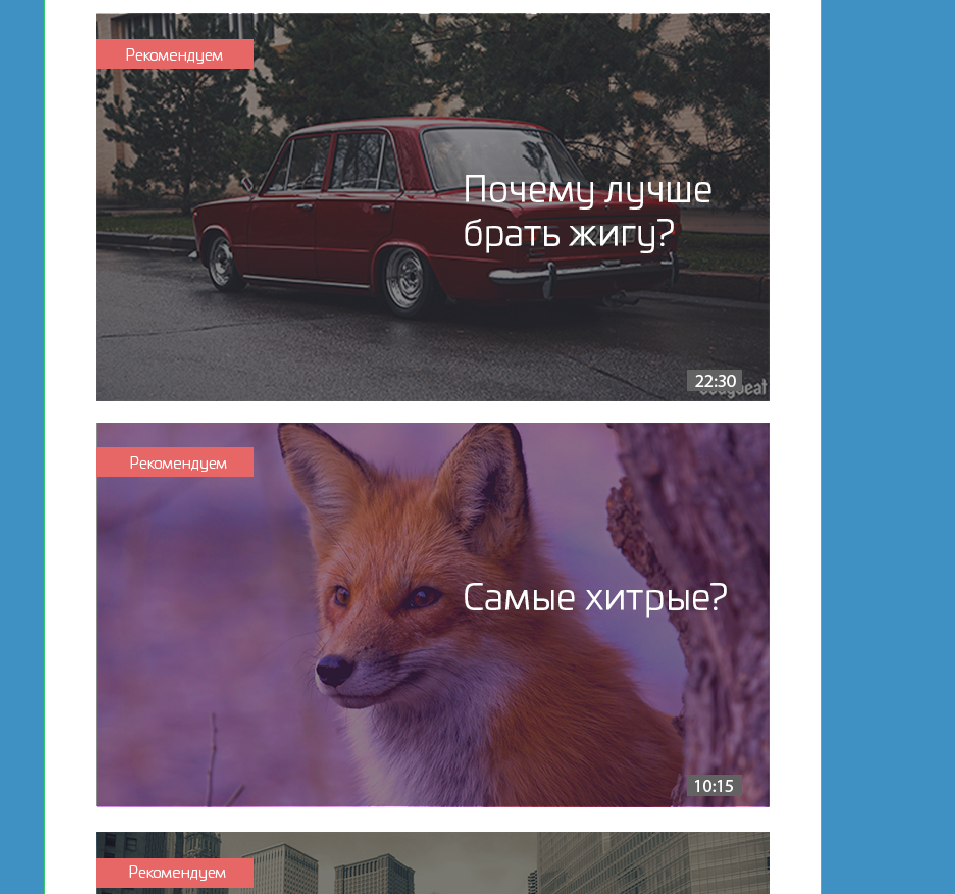 Рекомендуем
Почему лучше
брать жигу?
22:30
Рекомендуем
Самые хитрые?
10:15
Рекомендуем